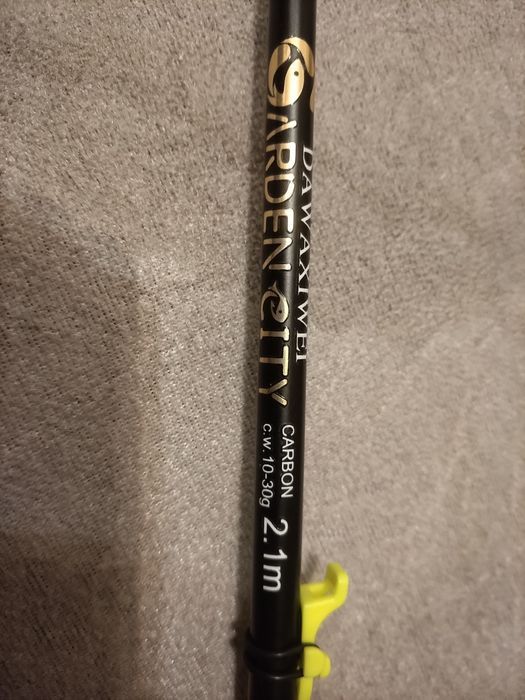 GARDEN CITY
DAWAXIWEI
CARBON
c.w.10-30g
2.1m